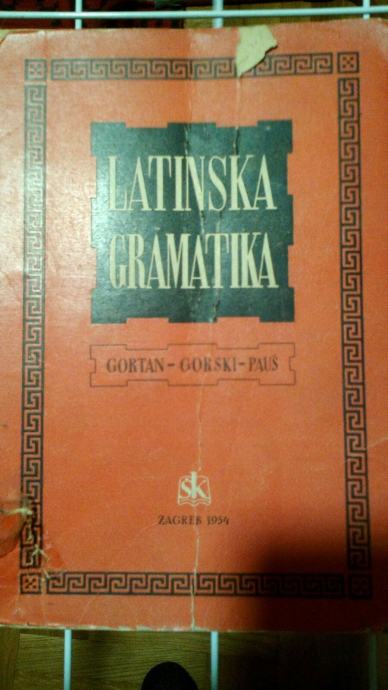 LATINSKA
GRAMATIKA
GORTAN - GORSKI - PAUŠ
šk
ZAGREB 1954